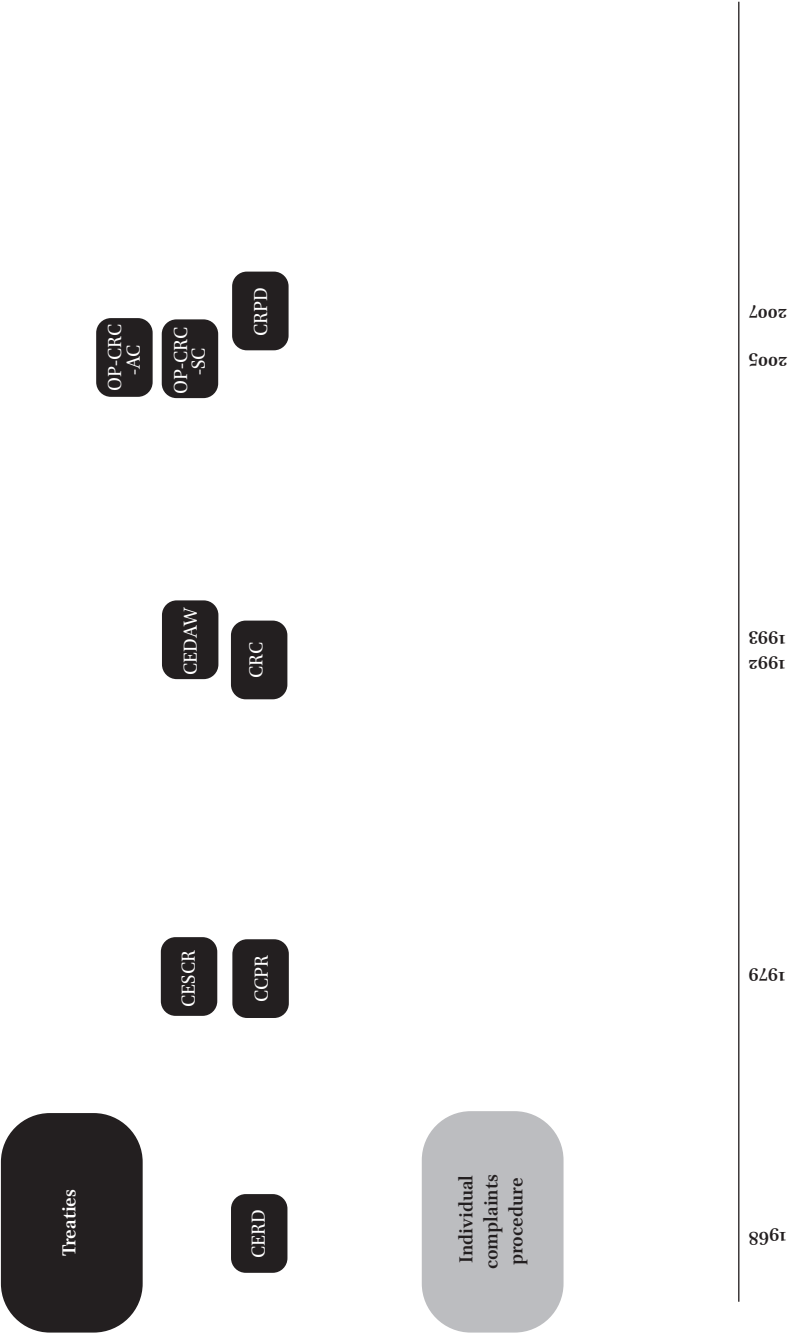 Treaties
OP-CRC
-AC
CESCR
CEDAW
OP-CRC
-SC
CERD
CCPR
CRC
CRPD
Individual
complaints
procedure
1968
1979
1992
1993
2005
2007